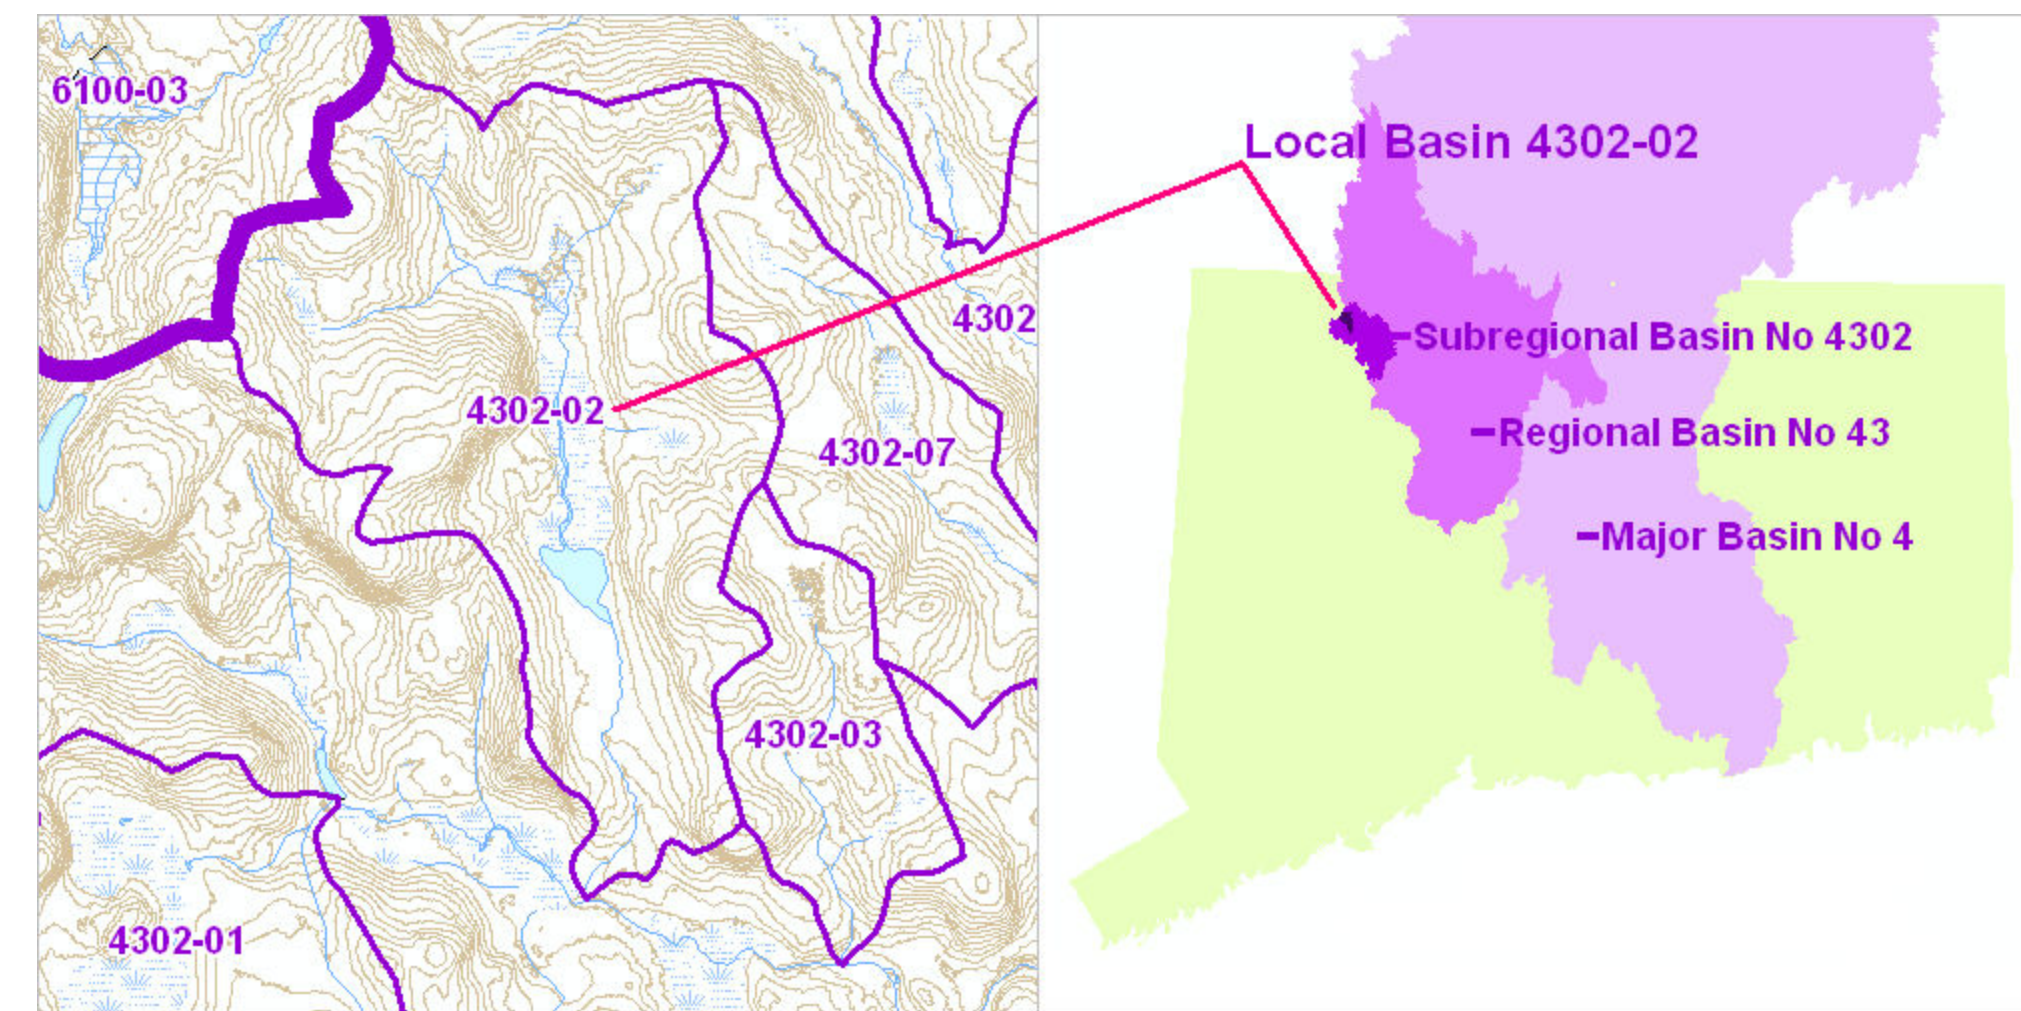 6100-03
4302-02
4302
4302-07
4302-03
4302-01
Local Basin 4302-02
Subregional Basin No 4302
Regional Basin No 43
Major Basin No 4